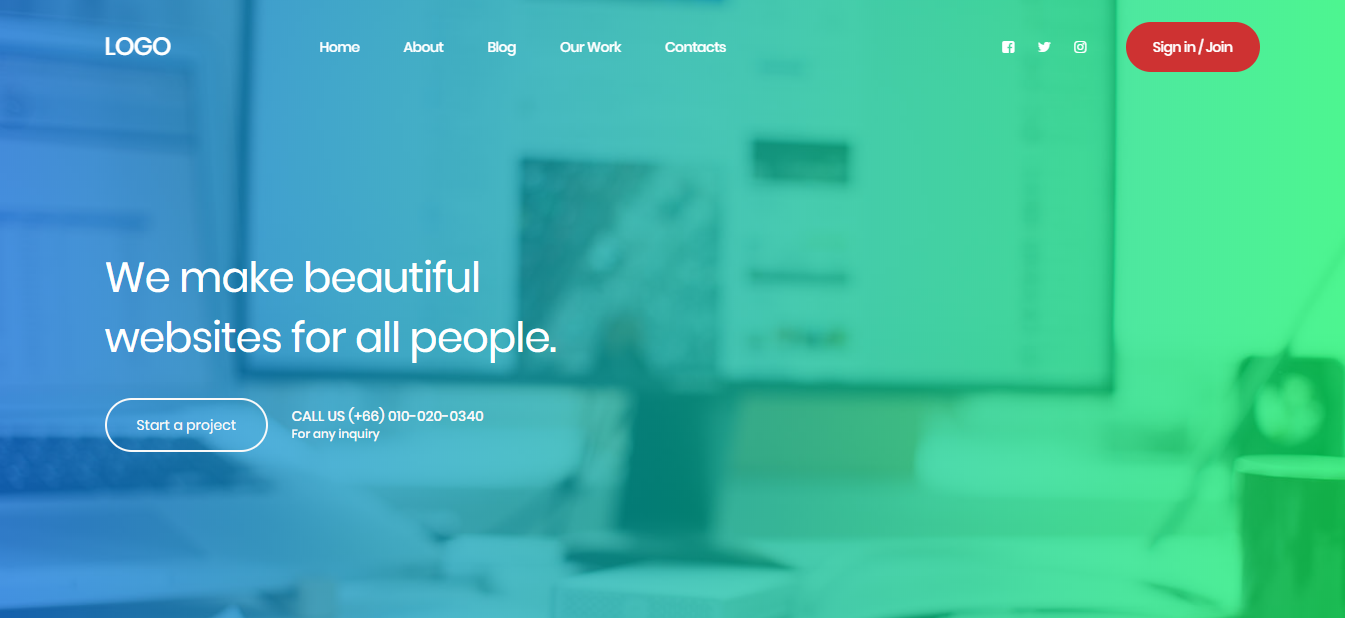 LOGO
Home About Blog Our Work Contacts
Sign in / Join
We make beautiful
websites for all people.
Start a project
CALL US (+66) 010-020-0340
For any inquiry